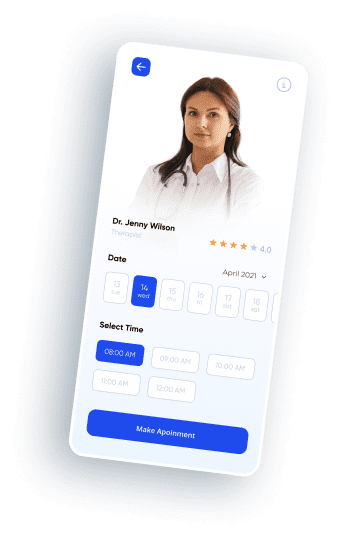 Dr. Jenny Wilson
Therapist
4,0
Date
April 2021
13 14 15 16 17 18
tue wed thu fri sat sat
Select Time
08:00 AM 09:00 AM 10:00 AM
11:00 AM 12:00 AM
Make Apoinment